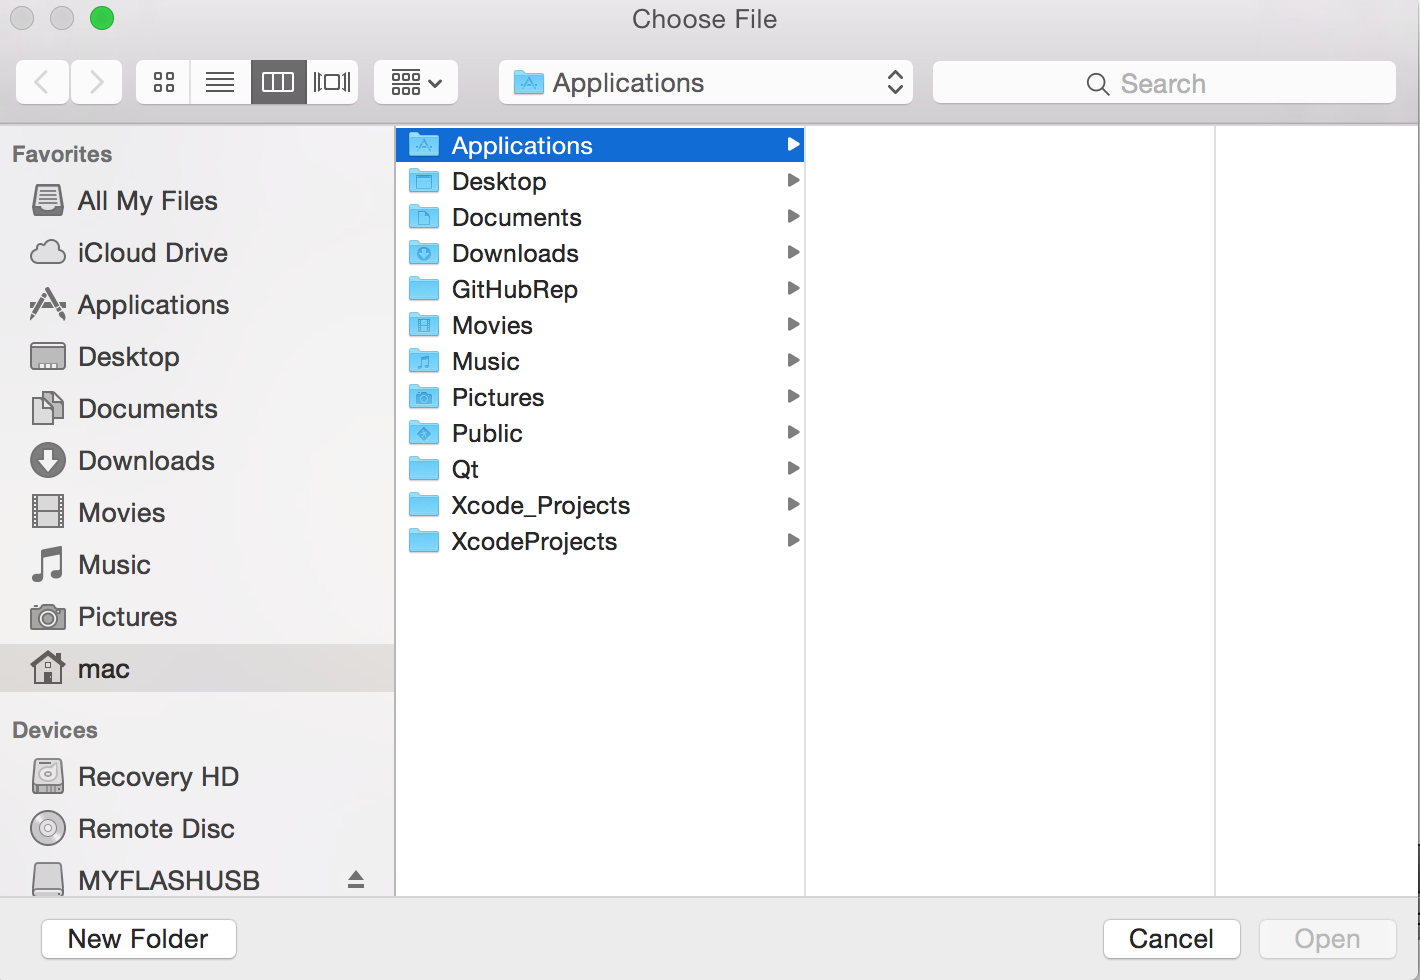 Choose File
Applications
Search
Favorites
All My Files
iCloud Drive
Applications
Desktop
Documents
Downloads
Movies
Music
Pictures
mac
Devices
Recovery HD
Remote Disc
MYFLASHUSB
Applications
Desktop
Documents
Downloads
GitHubRep
Movies
Music
Pictures
Public
Qt
Xcode_Projects
XcodeProjects
New Folder
Cancel
Open